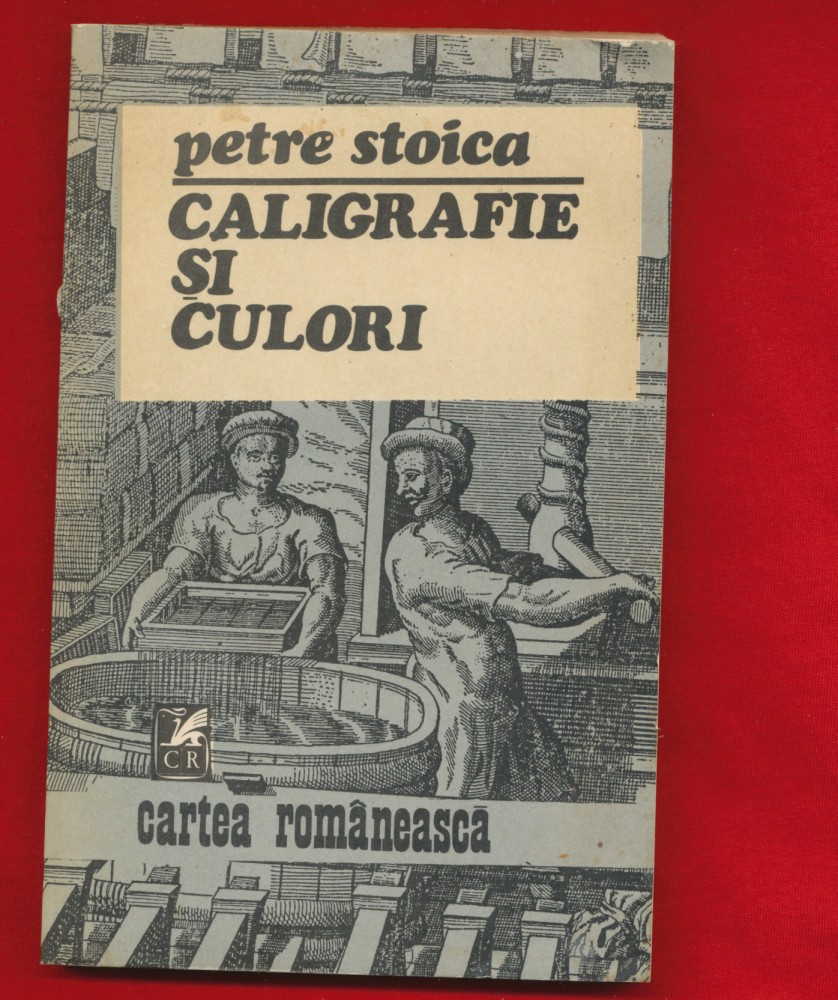 petre stoica
CALIGRAFIE
ȘI
CULORI
CR
cartea românească